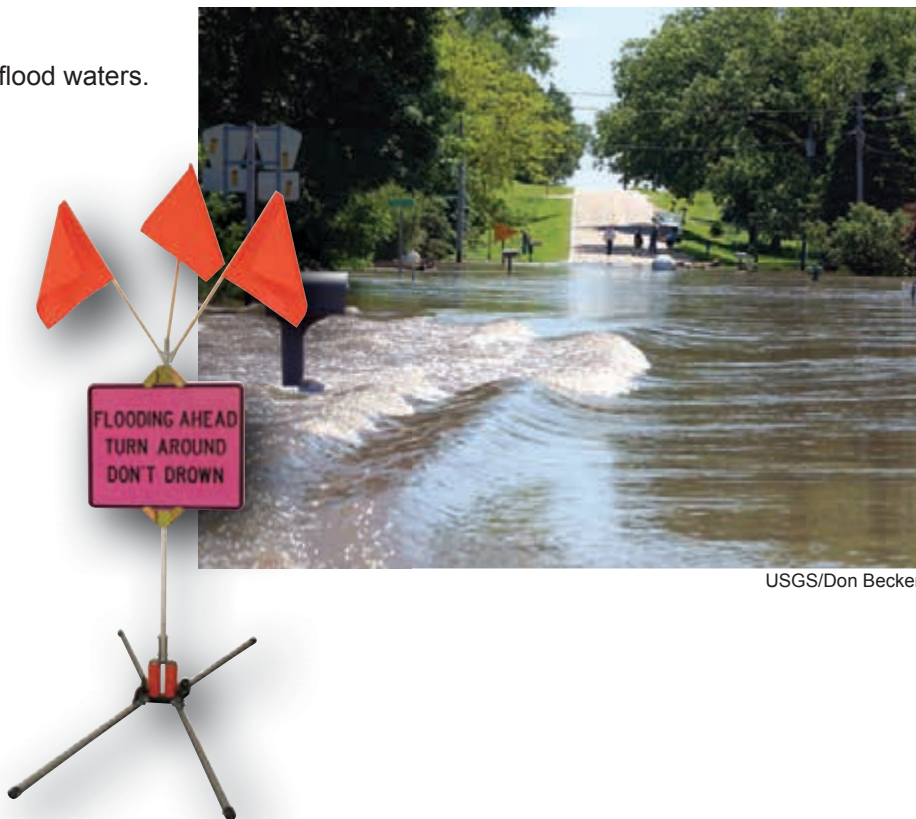 flood waters.
FLOODING AHEAD
TURN AROUND
DON'T DROWN
USGS/Don Becker